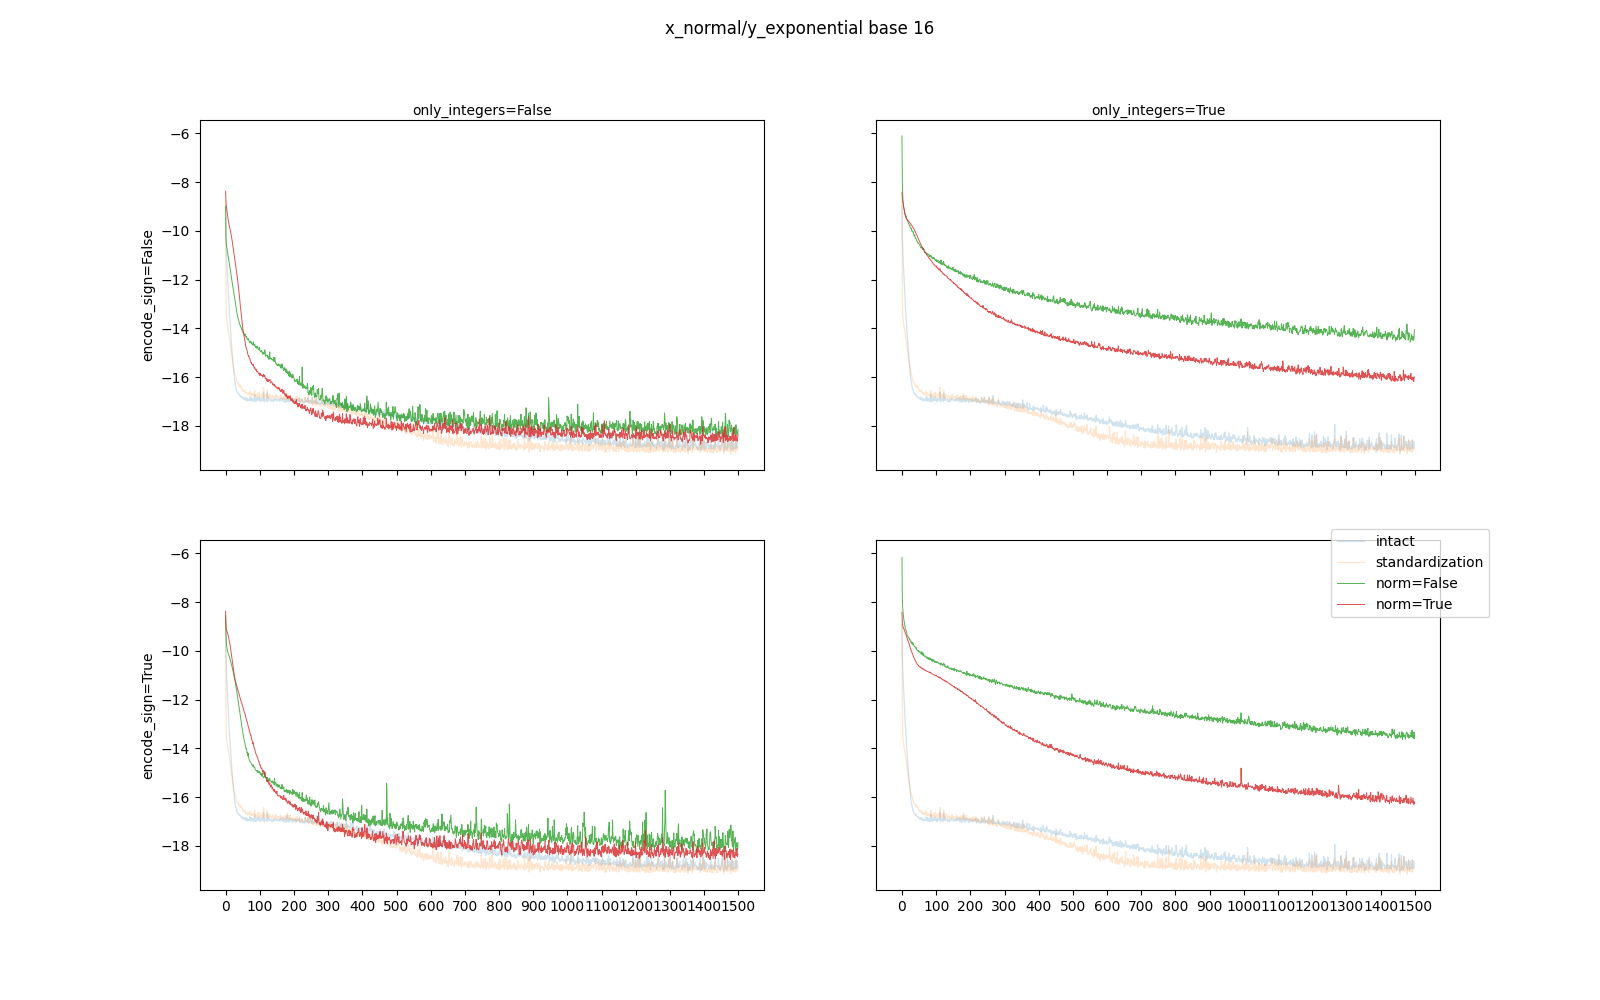 x_normal/y_exponential base 16
only_integers=False
only_integers=True
encode_sign=False
−6
−8
−10
−12
−14
−16
−18
encode_sign=True
−6
−8
−10
−12
−14
−16
−18
intact
standardization
norm=False
norm=True
0 100 200 300 400 500 600 700 800 900 1000 1100 1200 1300 1400 1500
0 100 200 300 400 500 600 700 800 900 1000 1100 1200 1300 1400 1500